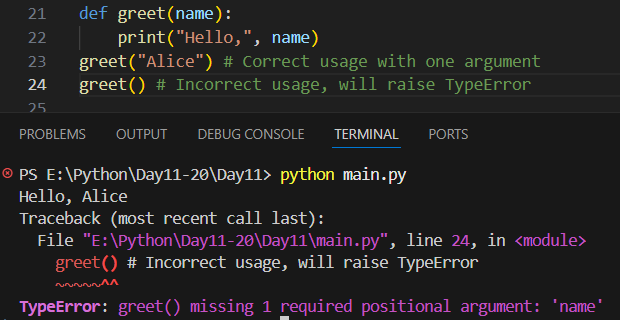 21 def greet(name):
22     print("Hello,", name)
23 greet("Alice") # Correct usage with one argument
24 greet() # Incorrect usage, will raise TypeError
25
PROBLEMS OUTPUT DEBUG CONSOLE TERMINAL PORTS
PS E:\Python\Day11-20\Day11> python main.py
Hello, Alice
Traceback (most recent call last):
  File "E:\Python\Day11-20\Day11\main.py", line 24, in <module>
    greet() # Incorrect usage, will raise TypeError
    ~~~~~^^
TypeError: greet() missing 1 required positional argument: 'name'